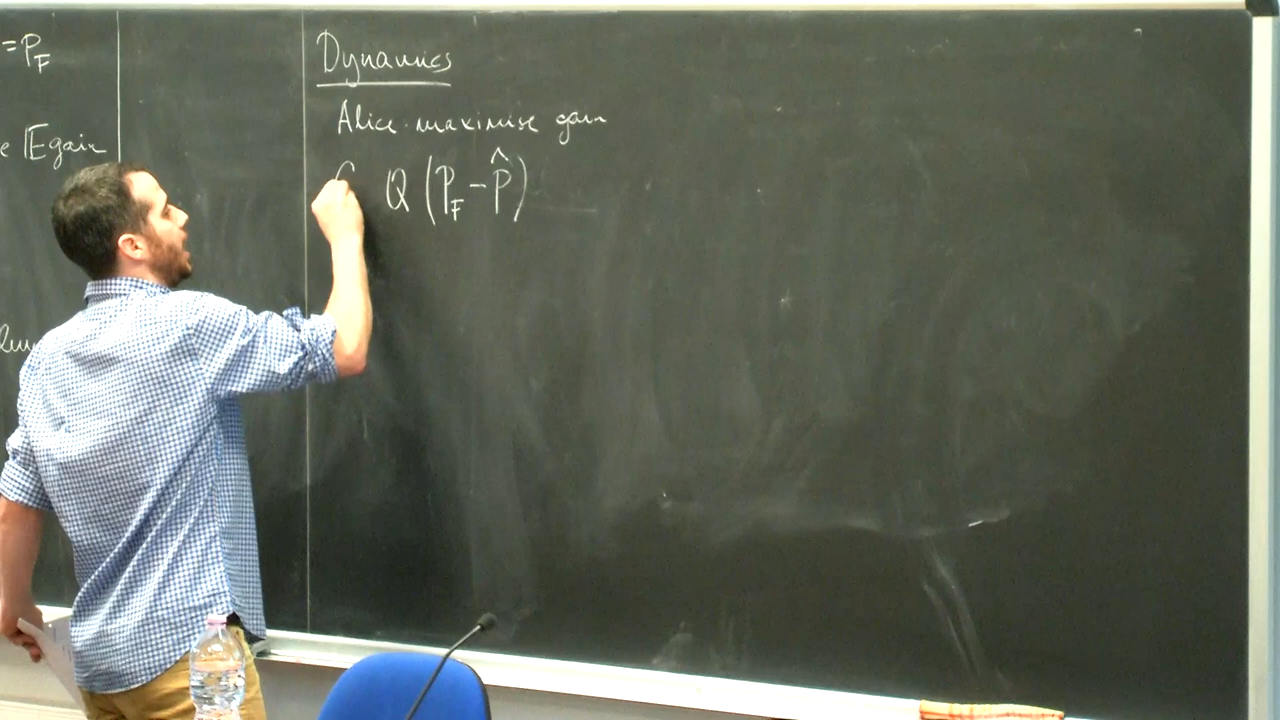 = P_F
E gain
Dynamics
Alice maximise gain
Q (P_F - P̂)